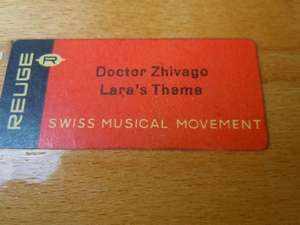 REUGE
R
Doctor Zhivago
Lara's Theme
SWISS MUSICAL MOVEMENT